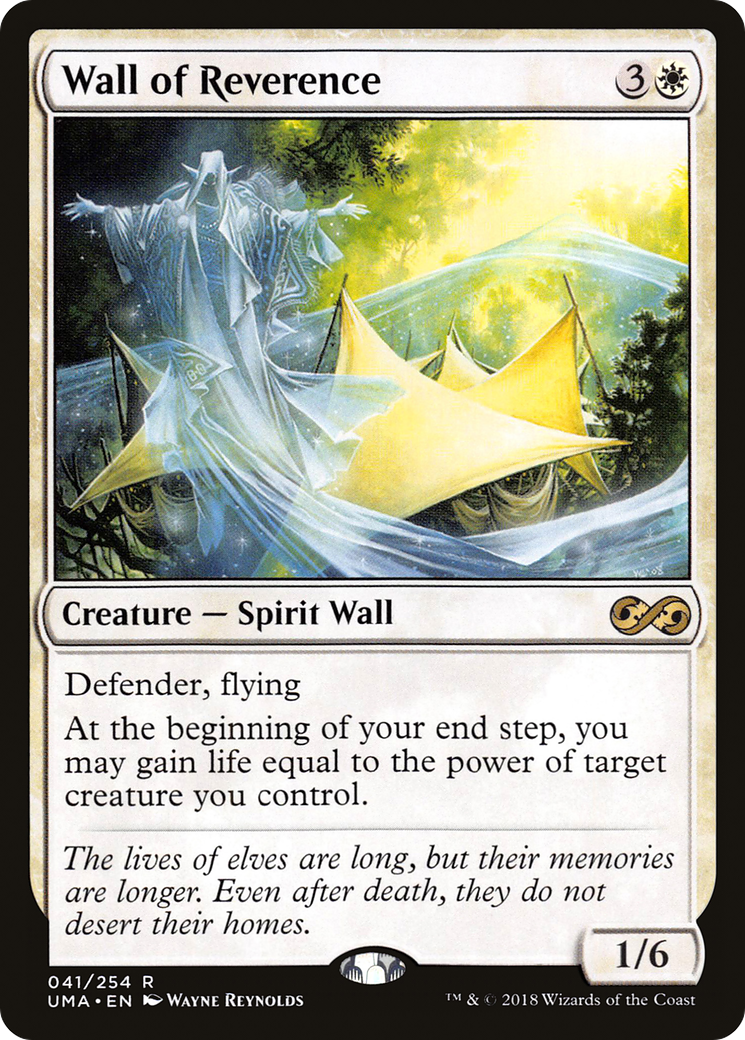 Wall of Reverence 3
Creature — Spirit Wall
Defender, flying
At the beginning of your end step, you
may gain life equal to the power of target
creature you control.
The lives of elves are long, but their memories
are longer. Even after death, they do not
desert their homes.
1/6
041/254 R
UMA • EN Wayne Reynolds
™ & © 2018 Wizards of the Coast